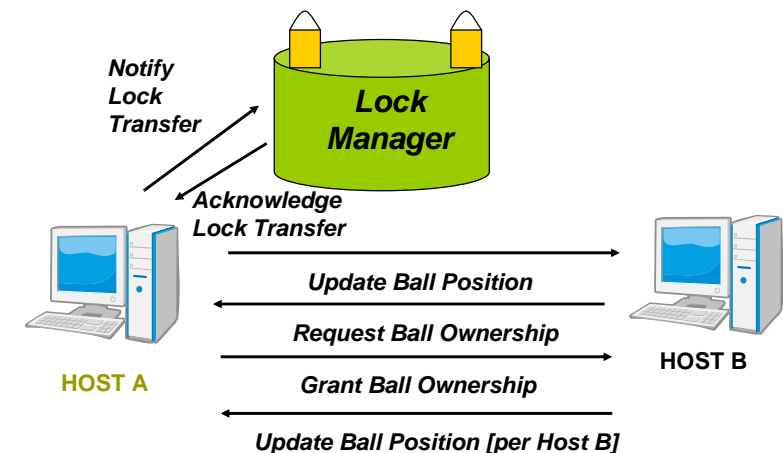 Notify
Lock
Transfer
Lock
Manager
Acknowledge
Lock Transfer
Update Ball Position
Request Ball Ownership
HOST B
HOST A
Grant Ball Ownership
Update Ball Position [per Host B]